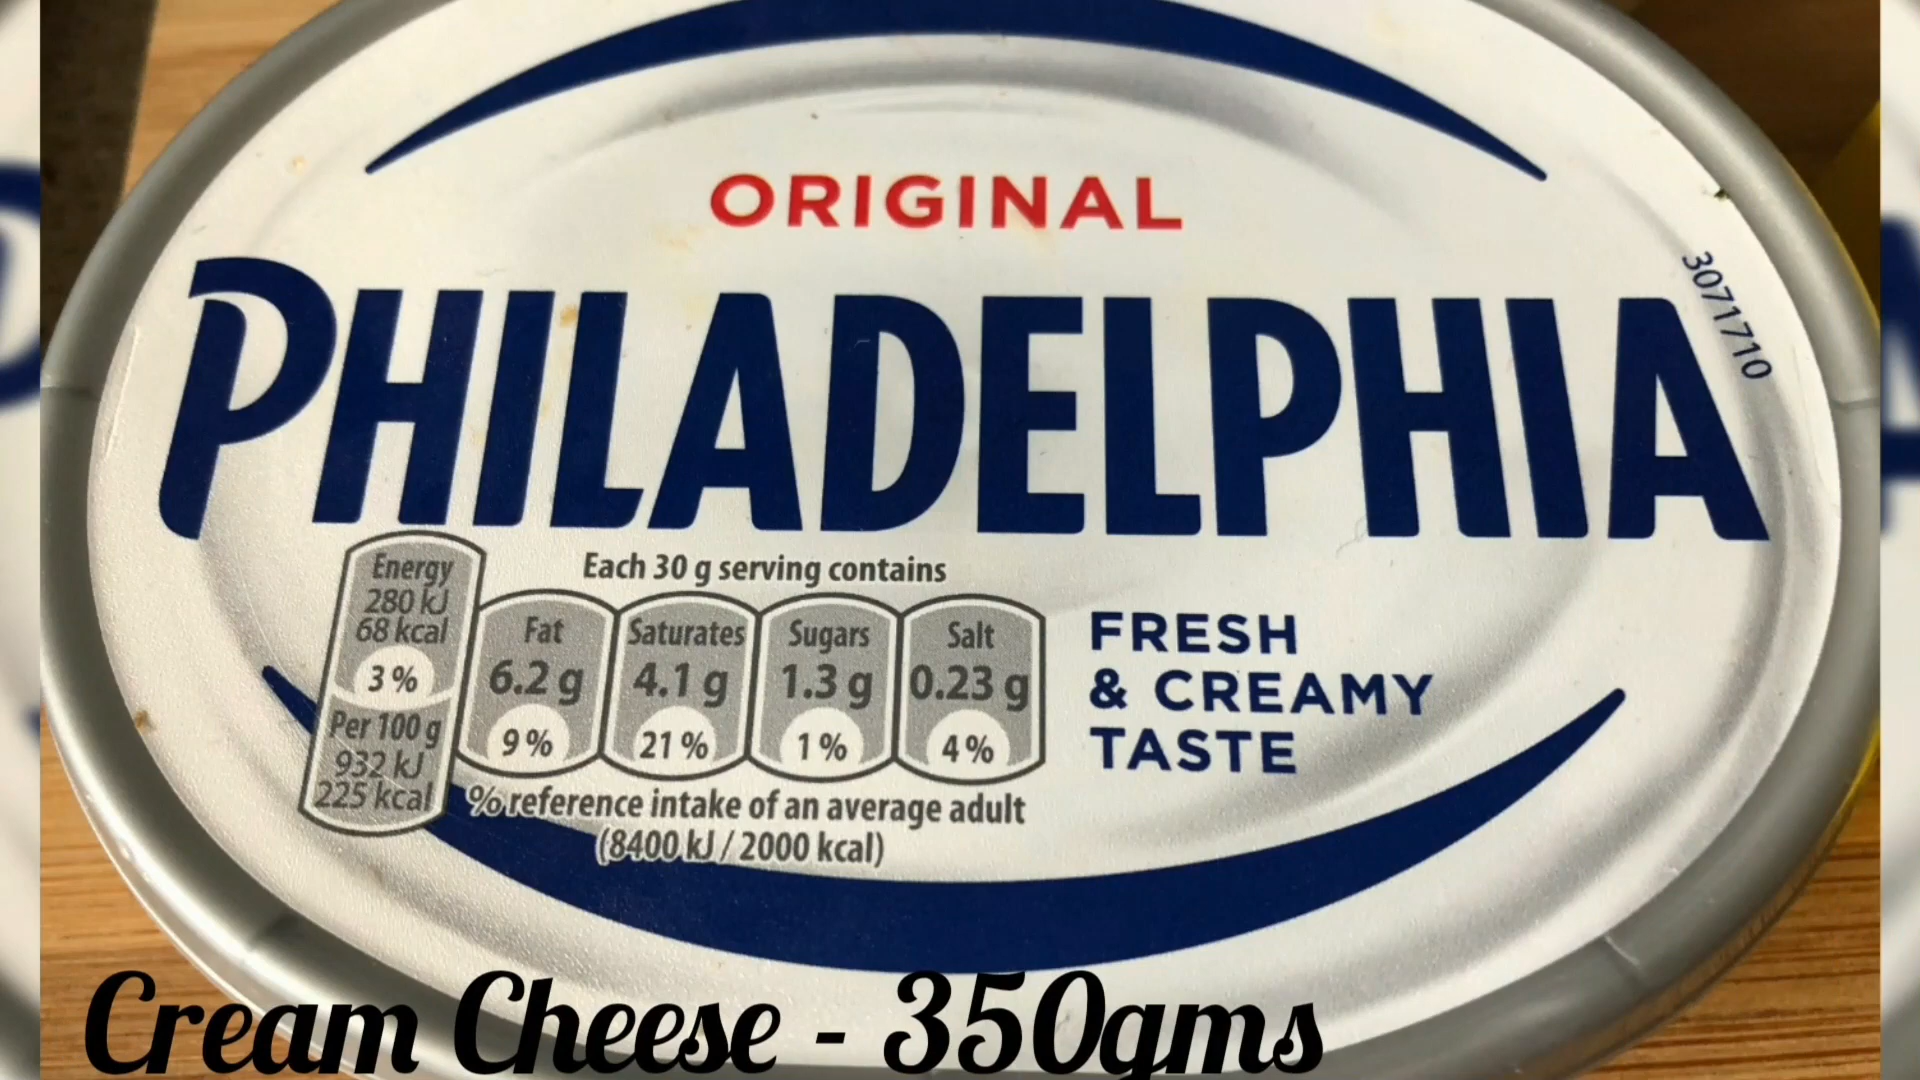 ORIGINAL
PHILADELPHIA
3071710
Energy
280 kJ
68 kcal
3%
Per 100 g
932 kJ
225 kcal
Each 30 g serving contains
Fat
6.2 g
9%
Saturates
4.1 g
21%
Sugars
1.3 g
1%
Salt
0.23 g
4%
% reference intake of an average adult
(8400 kJ / 2000 kcal)
FRESH
& CREAMY
TASTE
Cream Cheese - 350gms